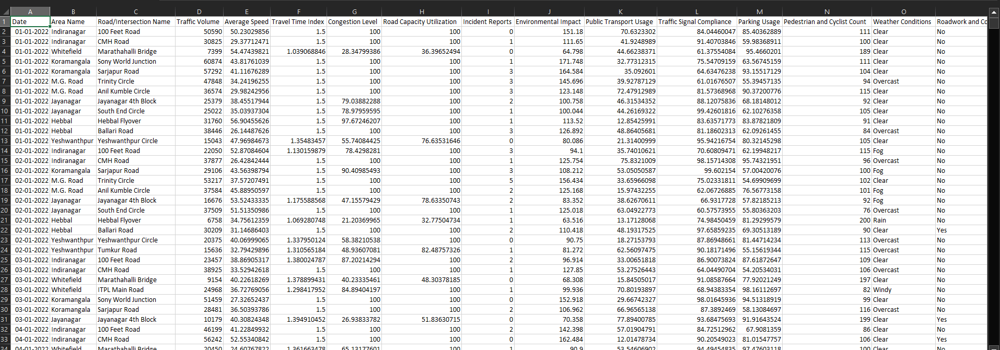 A B C D E F G H I J K L M N O
1 Date Area Name Road/Intersection Name Traffic Volume Average Speed Travel Time Index Congestion Level Road Capacity Utilization Incident Reports Environmental Impact Public Transport Usage Traffic Signal Compliance Parking Usage Pedestrian and Cyclist Count Weather Conditions Roadwork and Co
2 01-01-2022 Indiranagar 100 Feet Road 50590 50.23029856 1.5 100 100 0 151.18 70.6323302 84.04460047 85.40362889 111 Clear No
3 01-01-2022 Indiranagar CMH Road 30825 29.37712471 1.5 100 100 1 111.65 41.9248989 91.40703846 59.98368911 100 Clear No
4 01-01-2022 Whitefield Marathahalli Bridge 7399 54.47439821 1.039068846 28.34799386 36.39652494 0 64.798 44.66238371 61.37554084 95.4660201 189 Clear No
5 01-01-2022 Koramangala Sony World Junction 60874 43.81761039 1.5 100 100 1 171.748 32.77312315 75.54709159 63.56745159 111 Clear No
6 01-01-2022 Koramangala Sarjapur Road 57292 41.11676289 1.5 100 100 3 164.584 35.092601 64.63476238 93.15517129 104 Clear No
7 01-01-2022 M.G. Road Trinity Circle 47848 34.24196255 1.5 100 100 3 145.696 39.92787129 61.01676507 55.39457135 94 Overcast No
8 01-01-2022 M.G. Road Anil Kumble Circle 36574 29.98242956 1.5 100 100 3 123.148 72.47912989 81.57368968 90.37200776 115 Clear No
9 01-01-2022 Jayanagar Jayanagar 4th Block 25379 38.45517944 1.5 79.03882288 100 2 100.758 46.31534352 88.12075836 68.18148012 92 Clear No
10 01-01-2022 Jayanagar South End Circle 25022 35.03937304 1.5 78.97959595 100 1 100.044 44.26169322 99.42601816 62.10276358 105 Clear No
11 01-01-2022 Hebbal Hebbal Flyover 31760 56.90455626 1.5 97.67246207 100 1 113.52 12.85425991 83.63571773 83.87821809 91 Clear No
12 01-01-2022 Hebbal Ballari Road 38446 26.14487626 1.5 100 100 3 126.892 48.86405681 81.18602313 62.09261455 84 Overcast No
13 01-01-2022 Yeshwanthpur Yeshwanthpur Circle 15043 47.96984673 1.35483457 55.74084425 76.63531646 0 80.086 21.31400999 95.94216754 80.32145298 105 Clear No
14 02-01-2022 Indiranagar 100 Feet Road 22050 52.87084604 1.130159879 78.4298281 100 3 94.1 35.74010621 70.60809471 62.19948217 115 Fog No
15 02-01-2022 Indiranagar CMH Road 37877 26.42842444 1.5 100 100 1 125.754 75.8321009 98.15714308 95.74321951 96 Overcast No
16 02-01-2022 Koramangala Sarjapur Road 29106 43.56398794 1.5 90.40985493 100 3 108.212 53.05050587 99.602154 57.00420076 100 Fog No
17 02-01-2022 M.G. Road Trinity Circle 53217 37.57207491 1.5 100 100 5 156.434 33.65966098 75.02331811 54.69909699 102 Clear No
18 02-01-2022 M.G. Road Anil Kumble Circle 37584 45.88950597 1.5 100 100 2 125.168 15.97432255 62.06726885 76.56773158 101 Fog No
19 02-01-2022 Jayanagar Jayanagar 4th Block 16676 53.52433335 1.175588568 47.15579429 78.63350743 2 83.352 38.62670611 66.9317728 57.82185213 92 Fog No
20 02-01-2022 Jayanagar South End Circle 37509 51.51350986 1.5 100 100 1 125.018 63.04922773 60.57573955 55.80363203 76 Overcast No
21 02-01-2022 Hebbal Hebbal Flyover 6758 34.75612359 1.069280748 21.20369965 32.77504734 1 63.516 13.17128068 74.98450459 81.29299579 200 Rain No
22 02-01-2022 Hebbal Ballari Road 30209 31.14686403 1.5 100 100 2 110.418 48.19317525 97.65859235 69.30513189 90 Clear Yes
23 02-01-2022 Yeshwanthpur Yeshwanthpur Circle 20375 40.06999065 1.337950124 58.38210538 100 0 90.75 18.27153793 87.86948661 81.44714234 113 Overcast No
24 02-01-2022 Yeshwanthpur Tumkur Road 15636 32.79429896 1.310565184 48.93607081 82.48757326 1 81.272 62.56097475 90.18171496 55.15619344 115 Overcast No
25 03-01-2022 Indiranagar 100 Feet Road 23457 38.86905317 1.380024787 87.20214294 100 2 96.914 33.00651818 86.90073824 87.61872647 109 Clear No
26 03-01-2022 Indiranagar CMH Road 38925 33.52942618 1.5 100 100 1 127.85 53.27526443 64.04490704 54.20534031 106 Overcast No
27 03-01-2022 Whitefield Marathahalli Bridge 9154 40.22618269 1.378899431 40.23335461 48.30378185 0 68.308 15.84505017 91.08587664 77.92021249 197 Clear No
28 03-01-2022 Whitefield ITPL Main Road 24968 36.72769056 1.298417952 84.89404197 100 1 99.936 70.80193897 68.94383354 98.16112697 82 Windy No
29 03-01-2022 Koramangala Sony World Junction 51459 27.32652437 1.5 100 100 0 152.918 29.66742327 98.01645936 94.51318919 99 Clear No
30 03-01-2022 Koramangala Sarjapur Road 28481 36.50393786 1.5 100 100 2 106.962 66.96565138 87.3892469 58.13084697 116 Overcast No
31 03-01-2022 Jayanagar Jayanagar 4th Block 10179 40.30824348 1.394910452 26.93833782 51.83630715 0 70.358 77.89400785 93.68475693 91.91643524 199 Clear Yes
32 04-01-2022 Indiranagar 100 Feet Road 46199 41.22849932 1.5 100 100 2 142.398 57.01904791 84.72512962 67.9081359 86 Clear No
33 04-01-2022 Indiranagar CMH Road 56242 52.55340842 1.5 100 100 0 162.484 12.01478734 90.20549023 81.01547757 106 Clear Yes
34 04-01-2022 Whitefield Marathahalli Bridge 20450 24.60767822 1.361663478 65.13177601 100 1 90.9 53.54606902 94.49454835 97.47603118 100 Clear No